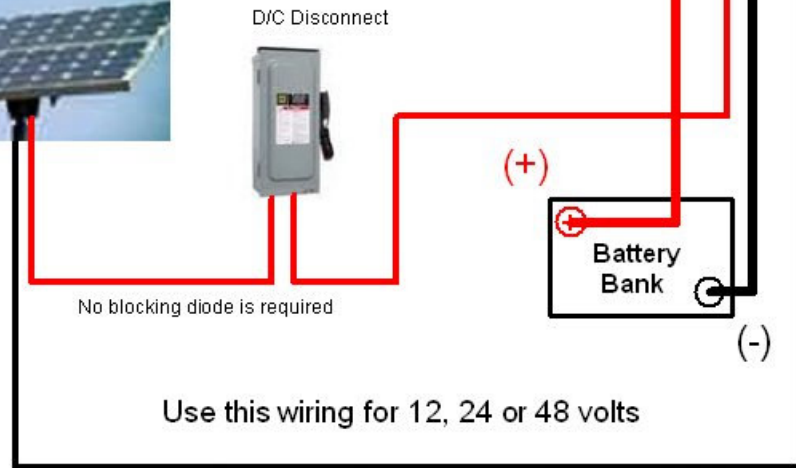 D/C Disconnect
(+)
Battery
Bank
No blocking diode is required
(-)
Use this wiring for 12, 24 or 48 volts